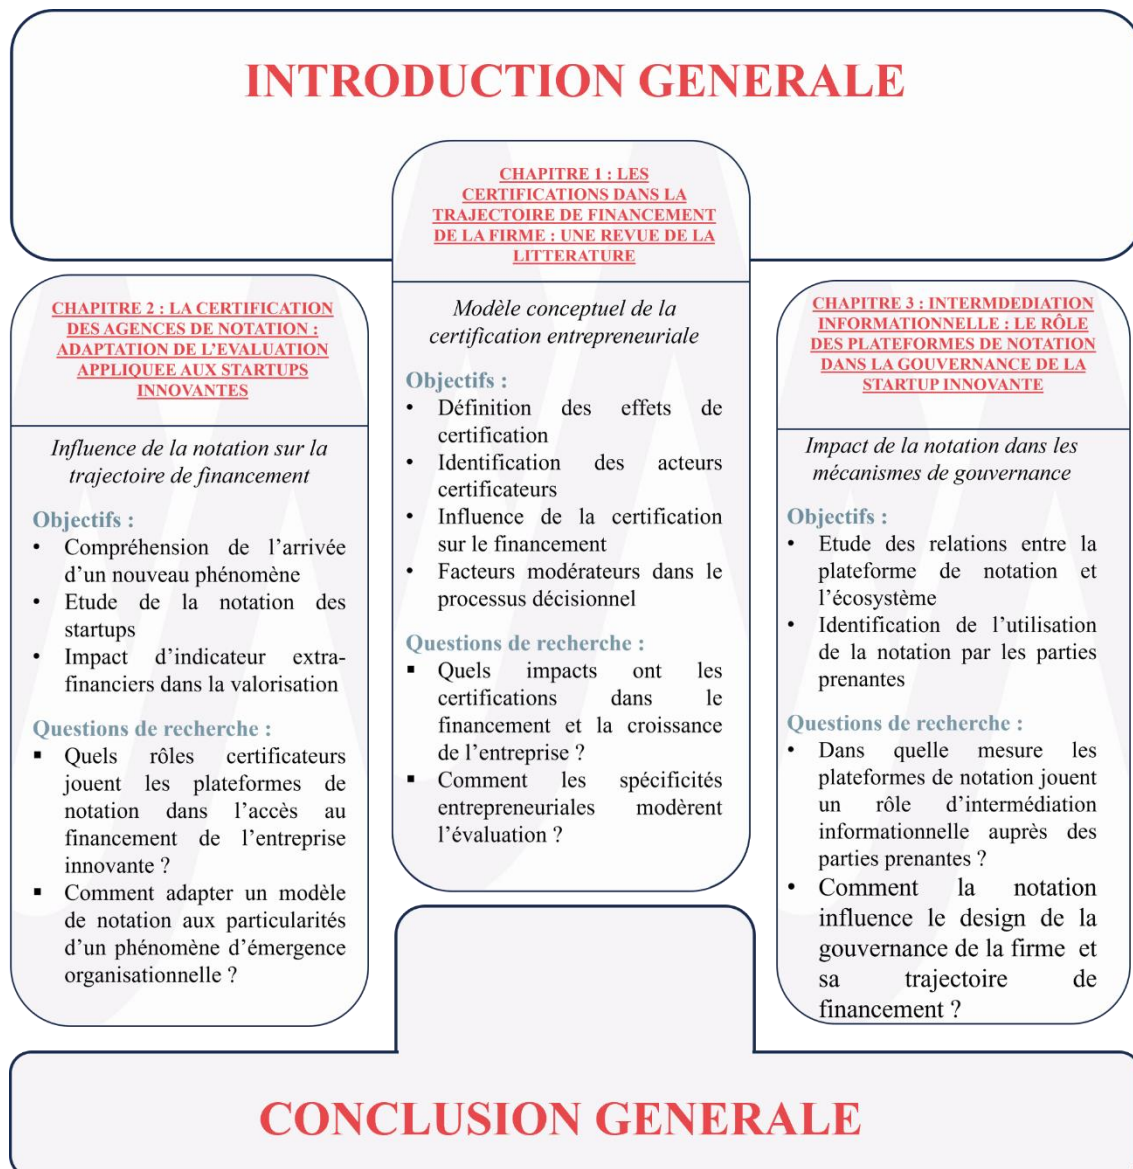 INTRODUCTION GENERALE
CHAPITRE 1 : LES
CERTIFICATIONS DANS LA
TRAJECTOIRE DE FINANCEMENT
DE LA FIRME : UNE REVUE DE LA
LITTERATURE
Modèle conceptuel de la
certification entrepreneuriale
Objectifs :
• Définition des effets de
certification
• Identification des acteurs
certificateurs
• Influence de la certification
sur le financement
• Facteurs modérateurs dans le
processus décisionnel
Questions de recherche :
▪ Quels impacts ont les
certifications dans le
financement et la croissance
de l’entreprise ?
▪ Comment les spécificités
entrepreneuriales modèrent
l’évaluation ?
CHAPITRE 2 : LA CERTIFICATION
DES AGENCES DE NOTATION :
ADAPTATION DE L’EVALUATION
APPLIQUEE AUX STARTUPS
INNOVANTES
Influence de la notation sur la
trajectoire de financement
Objectifs :
• Compréhension de l’arrivée
d’un nouveau phénomène
• Etude de la notation des
startups
• Impact d’indicateur extra-
financiers dans la valorisation
Questions de recherche :
▪ Quels rôles certificateurs
jouent les plateformes de
notation dans l’accès au
financement de l’entreprise
innovante ?
▪ Comment adapter un modèle
de notation aux particularités
d’un phénomène d’émergence
organisationnelle ?
CHAPITRE 3 : INTERMDEDIATION
INFORMATIONNELLE : LE RÔLE
DES PLATEFORMES DE NOTATION
DANS LA GOUVERNANCE DE LA
STARTUP INNOVANTE
Impact de la notation dans les
mécanismes de gouvernance
Objectifs :
• Etude des relations entre la
plateforme de notation et
l’écosystème
• Identification de l’utilisation
de la notation par les parties
prenantes
Questions de recherche :
• Dans quelle mesure les
plateformes de notation jouent
un rôle d’intermédiation
informationnelle auprès des
parties prenantes ?
• Comment la notation
influence le design de la
gouvernance de la firme et
sa trajectoire de
financement ?
CONCLUSION GENERALE